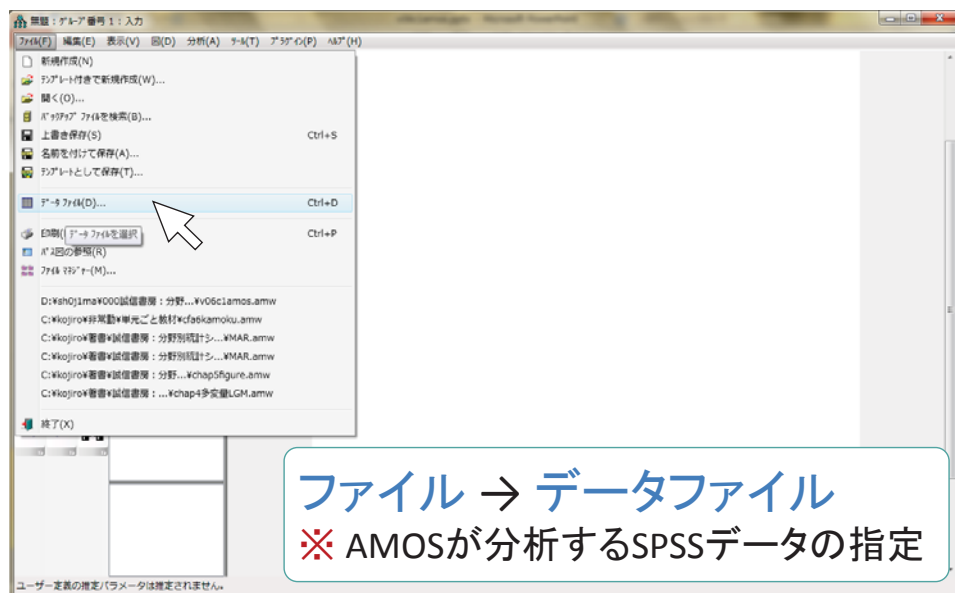 無題：グループ番号 1：入力
ファイル(F) 編集(E) 表示(V) 図(D) 分析(A) ツール(T) プラグイン(P) ヘルプ(H)
新規作成(N)
テンプレート付きで新規作成(W)...
開く(O)...
バックアップ ファイルを検索(B)...
上書き保存(S) Ctrl+S
名前を付けて保存(A)...
テンプレートとして保存(T)...
データ ファイル(D)... Ctrl+D
印刷( データ ファイルを選択 Ctrl+P
パス図の参照(R)
ファイル マネジャー(M)...
D:¥sh0j1ma¥000誠信書房：分野...¥v06c1amos.amw
C:¥kojiro¥非常勤¥単元ごと教材¥cfa6kamoku.amw
C:¥kojiro¥著書¥誠信書房：分野別統計シ...¥MAR.amw
C:¥kojiro¥著書¥誠信書房：分野別統計シ...¥MAR.amw
C:¥kojiro¥著書¥誠信書房：分野...¥chap5figure.amw
C:¥kojiro¥著書¥誠信書房：...¥chap4多変量LGM.amw
終了(X)
ファイル → データファイル
※ AMOSが分析するSPSSデータの指定
ユーザー定義の推定パラメータは推定されません。